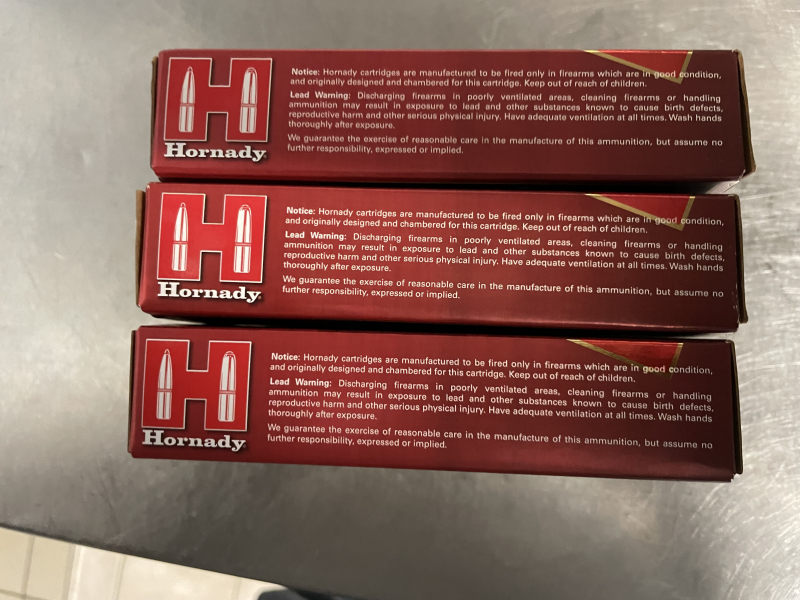 Notice: Hornady cartridges are manufactured to be fired only in firearms which are in good condition,
and originally designed and chambered for this cartridge. Keep out of reach of children.
Lead Warning: Discharging firearms in poorly ventilated areas, cleaning firearms or handling
ammunition may result in exposure to lead and other substances known to cause birth defects,
reproductive harm and other serious physical injury. Have adequate ventilation at all times. Wash hands
thoroughly after exposure.
We guarantee the exercise of reasonable care in the manufacture of this ammunition, but assume no
further responsibility, expressed or implied.
H
Hornady
Notice: Hornady cartridges are manufactured to be fired only in firearms which are in good condition,
and originally designed and chambered for this cartridge. Keep out of reach of children.
Lead Warning: Discharging firearms in poorly ventilated areas, cleaning firearms or handling
ammunition may result in exposure to lead and other substances known to cause birth defects,
reproductive harm and other serious physical injury. Have adequate ventilation at all times. Wash hands
thoroughly after exposure.
We guarantee the exercise of reasonable care in the manufacture of this ammunition, but assume no
further responsibility, expressed or implied.
H
Hornady
Notice: Hornady cartridges are manufactured to be fired only in firearms which are in good condition,
and originally designed and chambered for this cartridge. Keep out of reach of children.
Lead Warning: Discharging firearms in poorly ventilated areas, cleaning firearms or handling
ammunition may result in exposure to lead and other substances known to cause birth defects,
reproductive harm and other serious physical injury. Have adequate ventilation at all times. Wash hands
thoroughly after exposure.
We guarantee the exercise of reasonable care in the manufacture of this ammunition, but assume no
further responsibility, expressed or implied.
H
Hornady